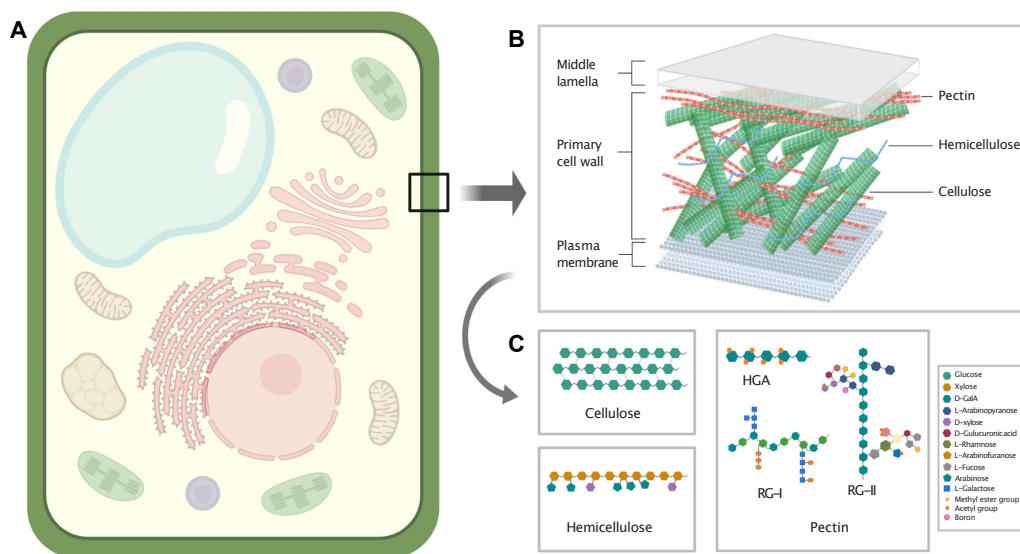 A
B
Middle
lamella
Primary
cell wall
Plasma
membrane
Pectin
Hemicellulose
Cellulose
C
Cellulose
Hemicellulose
HGA
RG-I
RG-II
Pectin
Glucose
Xylose
D-GalA
L-Arabinopyranose
D-xylose
D-Gulucuronicacid
L-Rhamnose
L-Arabinofuranose
L-Fucose
Arabinose
L-Galactose
Methyl ester group
Acetyl group
Boron